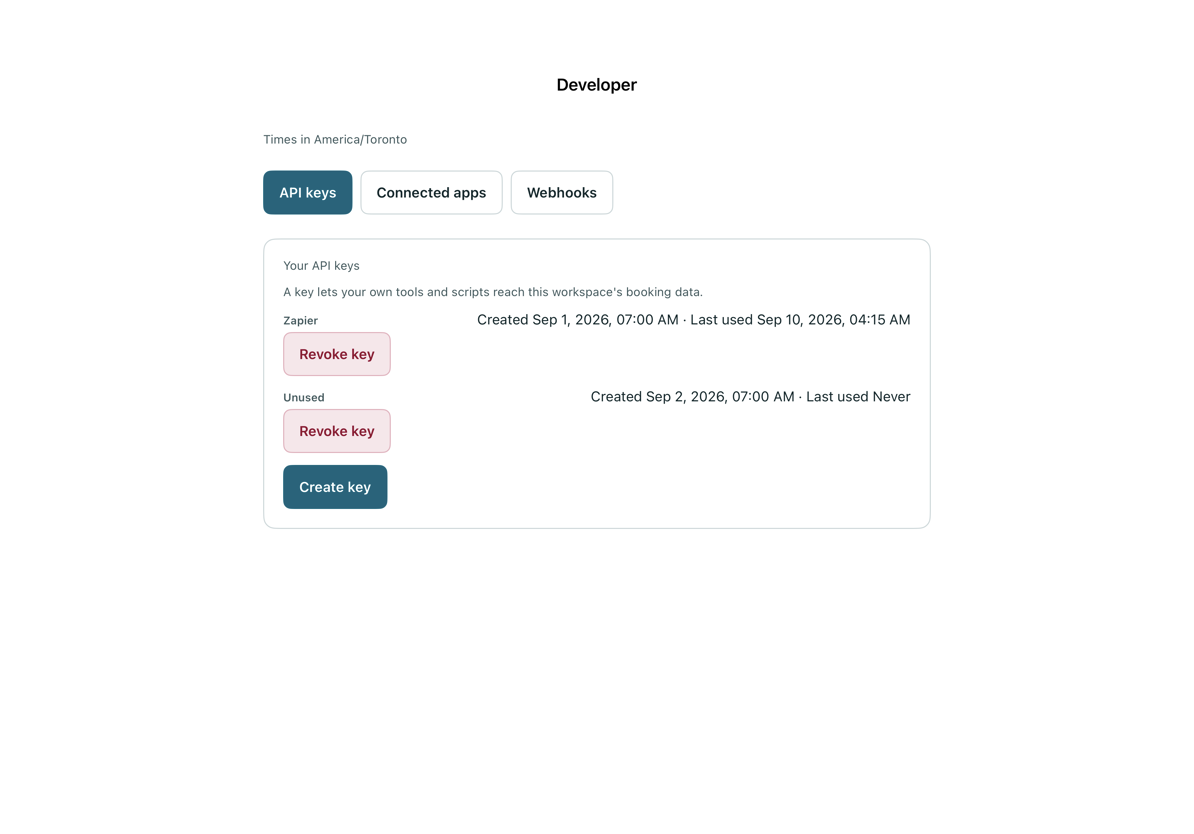 Developer
Times in America/Toronto
API keys
Connected apps
Webhooks
Your API keys
A key lets your own tools and scripts reach this workspace's booking data.
Zapier
Created Sep 1, 2026, 07:00 AM · Last used Sep 10, 2026, 04:15 AM
Revoke key
Unused
Created Sep 2, 2026, 07:00 AM · Last used Never
Revoke key
Create key